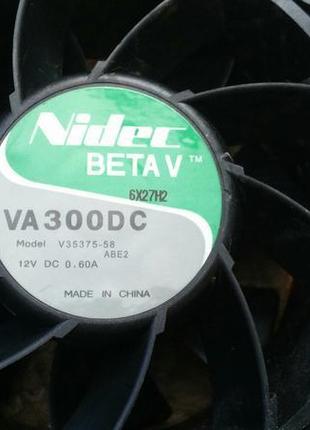 Nidec
BETA V™
6X27H2
VA300DC
Model V35375-58
ABE2
12V DC 0.60A
MADE IN CHINA